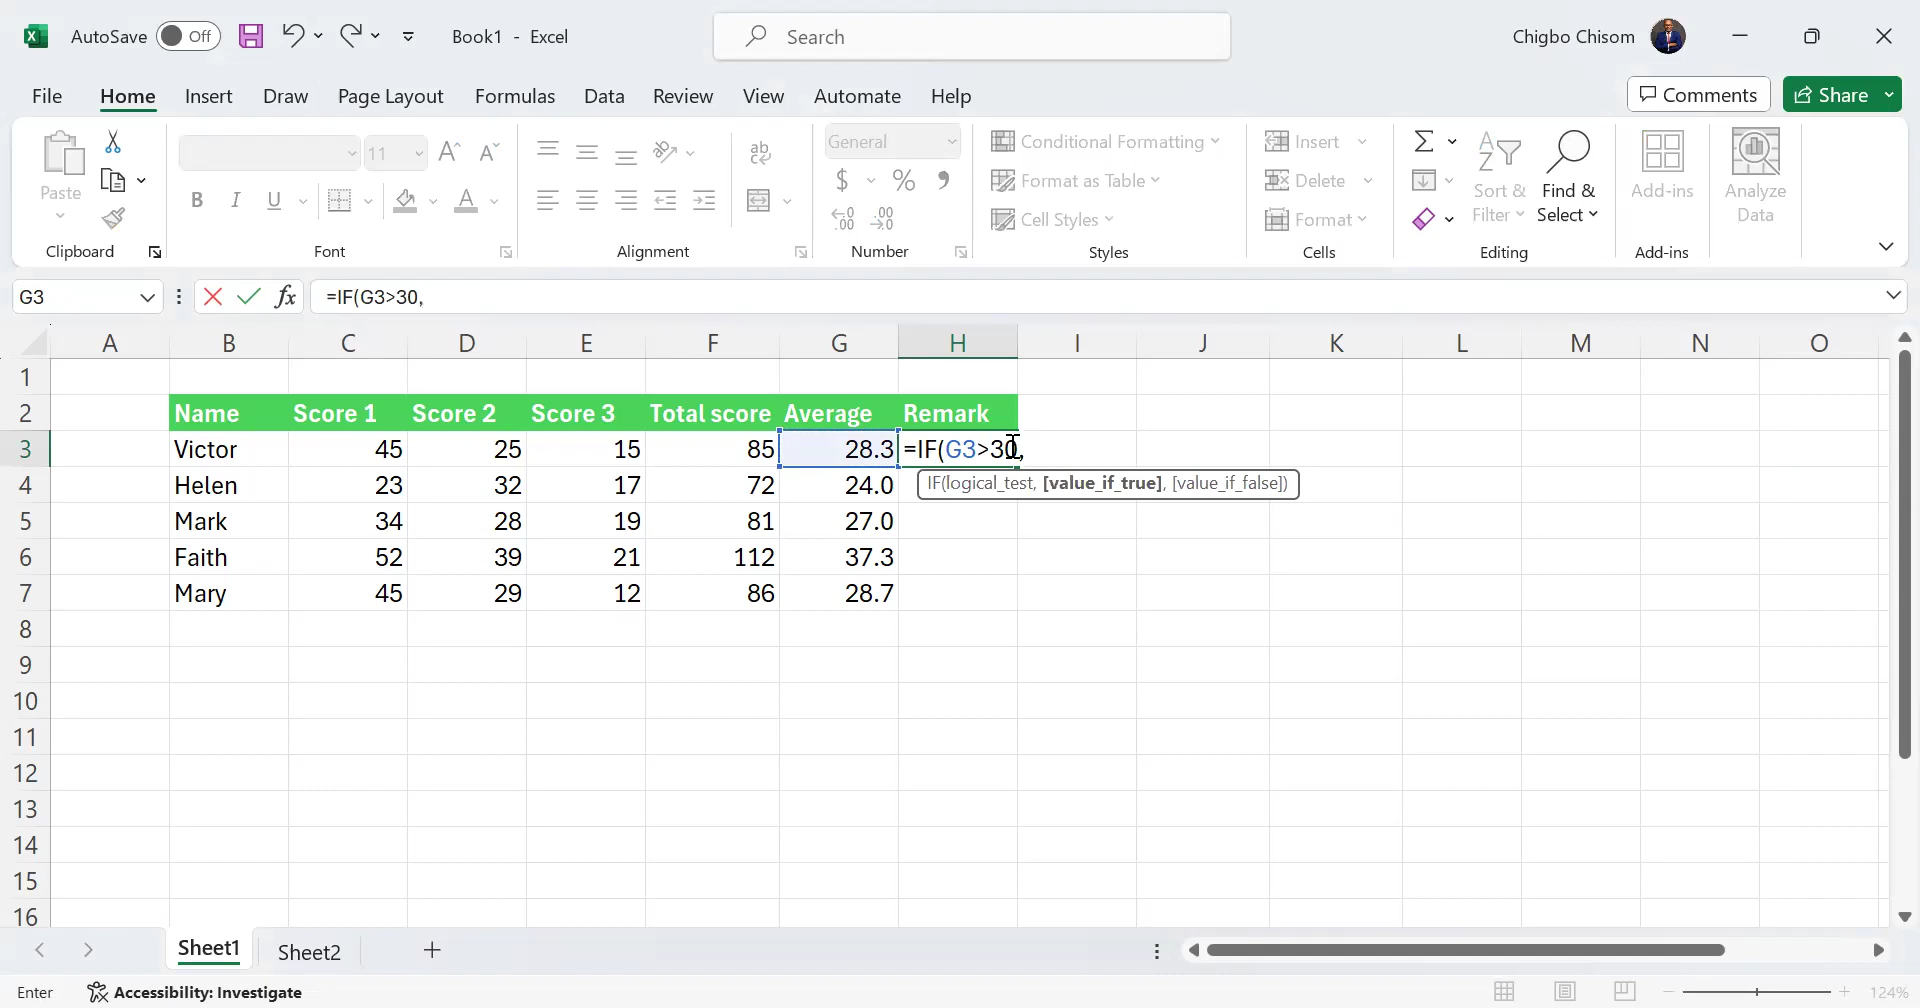 AutoSave Off Book1 - Excel Search Chigbo Chisom
File Home Insert Draw Page Layout Formulas Data Review View Automate Help Comments Share
Paste 11 General Conditional Formatting Insert Sort & Filter Find & Select Add-ins Analyze Data
Format as Table Delete
B I U Cell Styles Format
Clipboard Font Alignment Number Styles Cells Editing Add-ins
G3 fx =IF(G3>30,
A B C D E F G H I J K L M N O
1
2 Name Score 1 Score 2 Score 3 Total score Average Remark
3 Victor 45 25 15 85 28.3 =IF(G3>30,
4 Helen 23 32 17 72 24.0 IF(logical_test, [value_if_true], [value_if_false])
5 Mark 34 28 19 81 27.0
6 Faith 52 39 21 112 37.3
7 Mary 45 29 12 86 28.7
8
9
10
11
12
13
14
15
16
Sheet1 Sheet2
Enter Accessibility: Investigate 124%